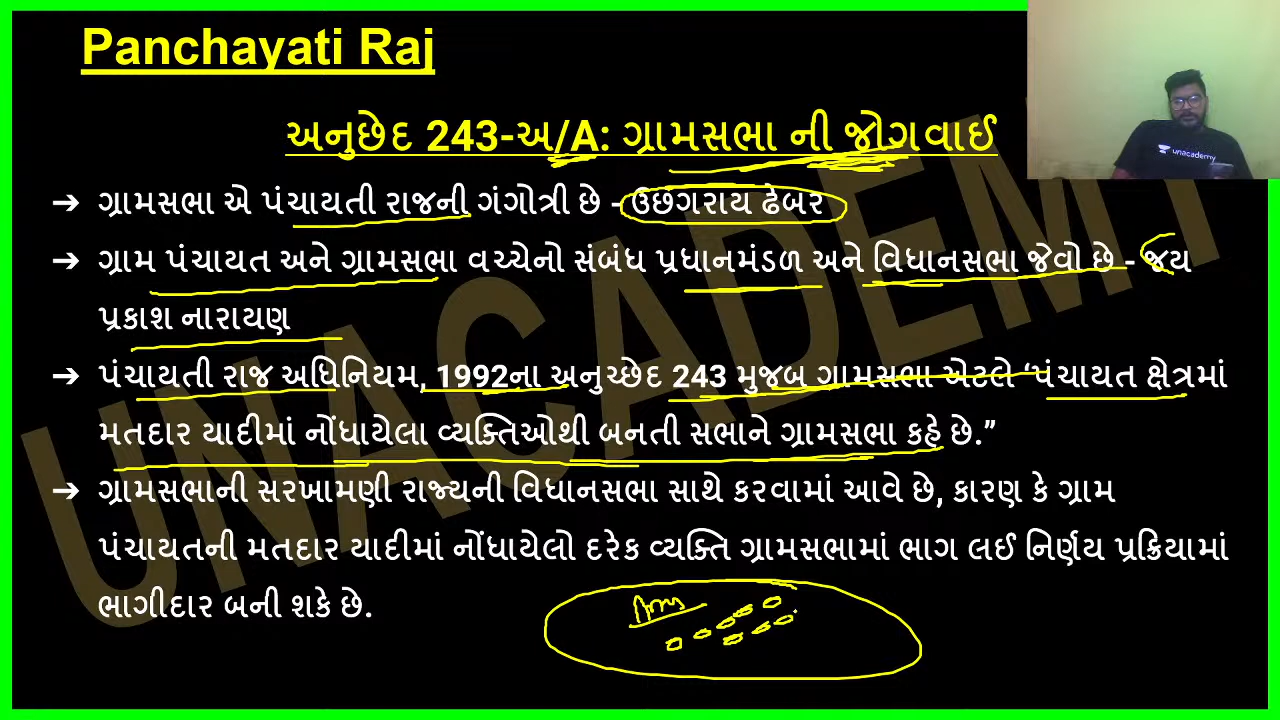 Panchayati Raj
unacademy
અનુછેદ 243-અ/A: ગ્રામસભા ની જોગવાઈ
➔ ગ્રામસભા એ પંચાયતી રાજની ગંગોત્રી છે - ઉછંગરાય ઢેબર
➔ ગ્રામ પંચાયત અને ગ્રામસભા વચ્ચેનો સંબંધ પ્રધાનમંડળ અને વિધાનસભા જેવો છે - જય
પ્રકાશ નારાયણ
➔ પંચાયતી રાજ અધિનિયમ, 1992ના અનુચ્છેદ 243 મુજબ ગ્રામસભા એટલે ‘પંચાયત ક્ષેત્રમાં
મતદાર યાદીમાં નોંધાયેલા વ્યક્તિઓથી બનતી સભાને ગ્રામસભા કહે છે.”
➔ ગ્રામસભાની સરખામણી રાજ્યની વિધાનસભા સાથે કરવામાં આવે છે, કારણ કે ગ્રામ
પંચાયતની મતદાર યાદીમાં નોંધાયેલો દરેક વ્યક્તિ ગ્રામસભામાં ભાગ લઈ નિર્ણય પ્રક્રિયામાં
ભાગીદાર બની શકે છે.
UNACADEMY